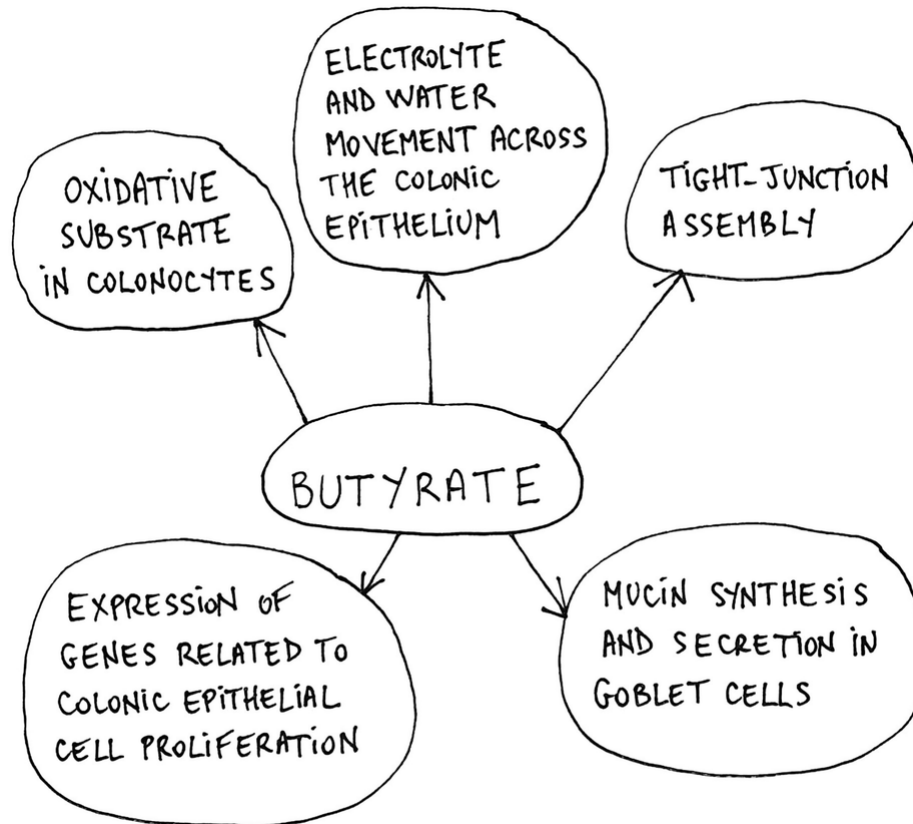 ELECTROLYTE
AND WATER
MOVEMENT ACROSS
THE COLONIC
EPITHELIUM
OXIDATIVE
SUBSTRATE
IN COLONOCYTES
TIGHT-JUNCTION
ASSEMBLY
BUTYRATE
EXPRESSION OF
GENES RELATED TO
COLONIC EPITHELIAL
CELL PROLIFERATION
MUCIN SYNTHESIS
AND SECRETION IN
GOBLET CELLS